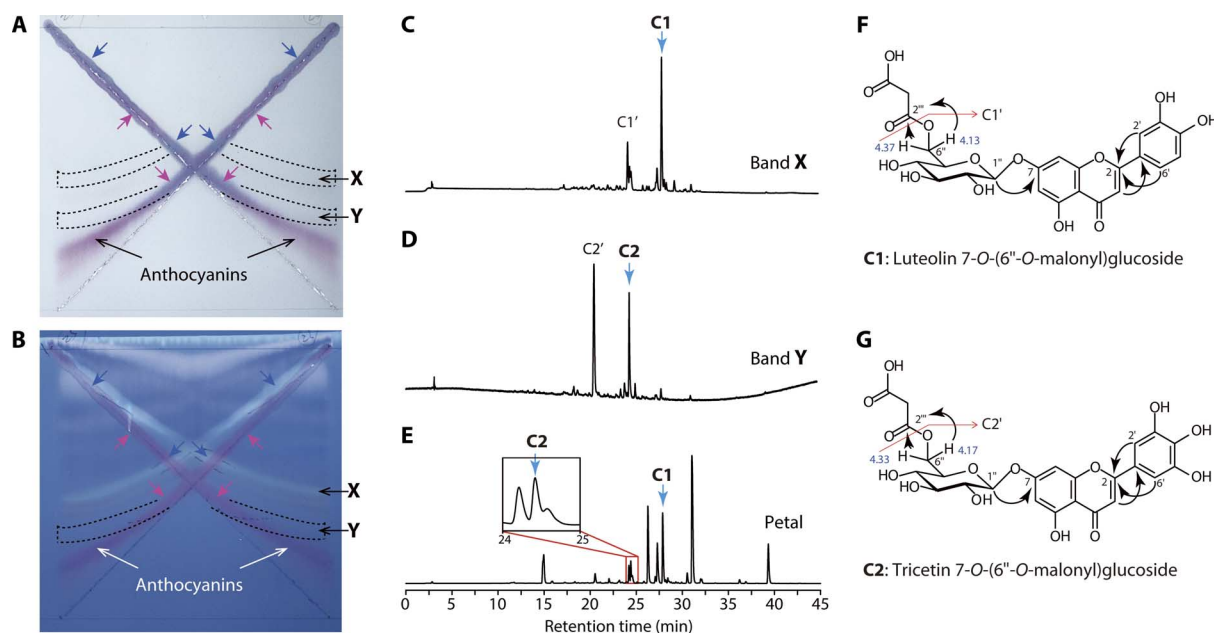 A
X
Y
Anthocyanins
B
X
Y
Anthocyanins
C
C1
C1'
Band X
D
C2'
C2
Band Y
E
C2
24
25
C1
Petal
0
5
10
15
20
25
30
35
40
45
Retention time (min)
F
OH
O
O
2'''
C1'
O
4.37
H
H
4.13
6''
HO
HO
O
1''
OH
O
7
O
2
2'
OH
OH
6'
OH
O
C1: Luteolin 7-O-(6"-O-malonyl)glucoside
G
OH
O
O
2'''
C2'
O
4.33
H
H
4.17
6''
HO
HO
O
1''
OH
O
7
O
2
2'
OH
OH
OH
6'
OH
O
C2: Tricetin 7-O-(6"-O-malonyl)glucoside